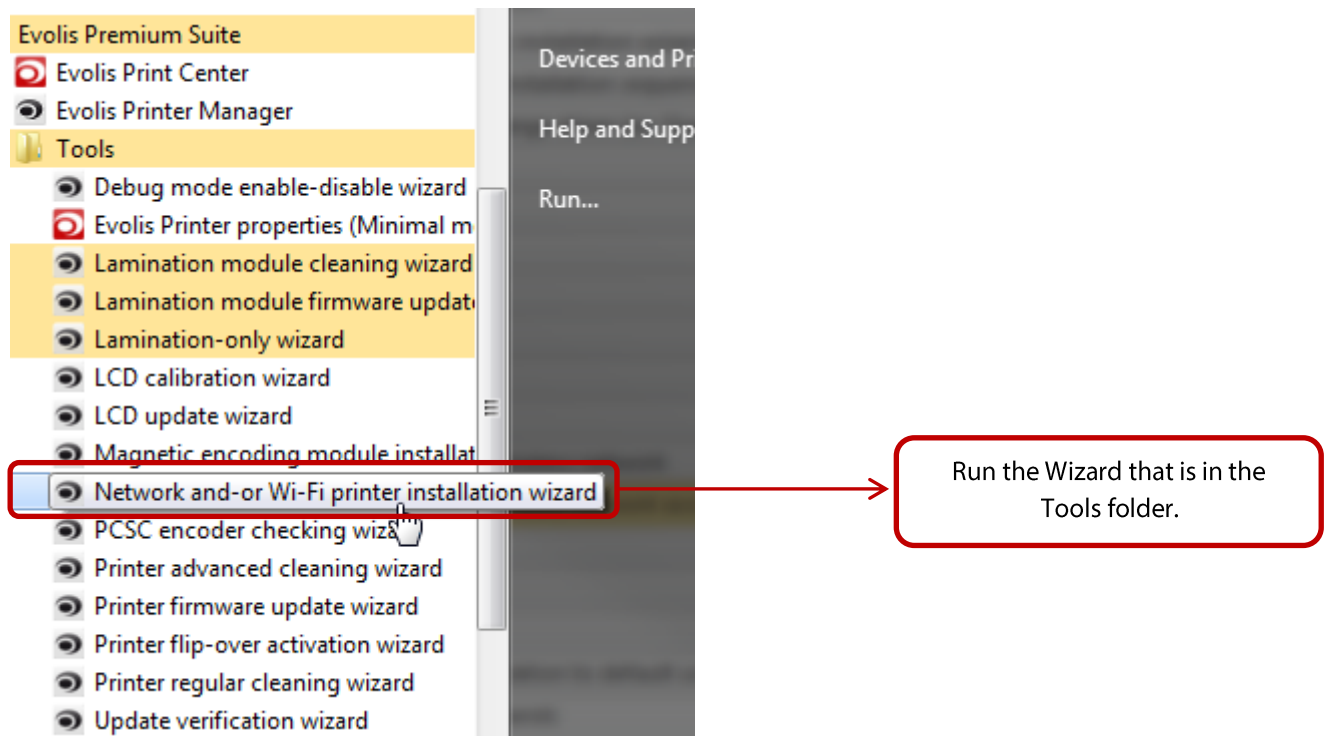 Evolis Premium Suite
Evolis Print Center
Evolis Printer Manager
Tools
Debug mode enable-disable wizard
Evolis Printer properties (Minimal m
Lamination module cleaning wizard
Lamination module firmware update
Lamination-only wizard
LCD calibration wizard
LCD update wizard
Magnetic encoding module installat
Network and-or Wi-Fi printer installation wizard
PCSC encoder checking wiza
Printer advanced cleaning wizard
Printer firmware update wizard
Printer flip-over activation wizard
Printer regular cleaning wizard
Update verification wizard
Devices and Pr
Help and Supp
Run...
Run the Wizard that is in the
Tools folder.